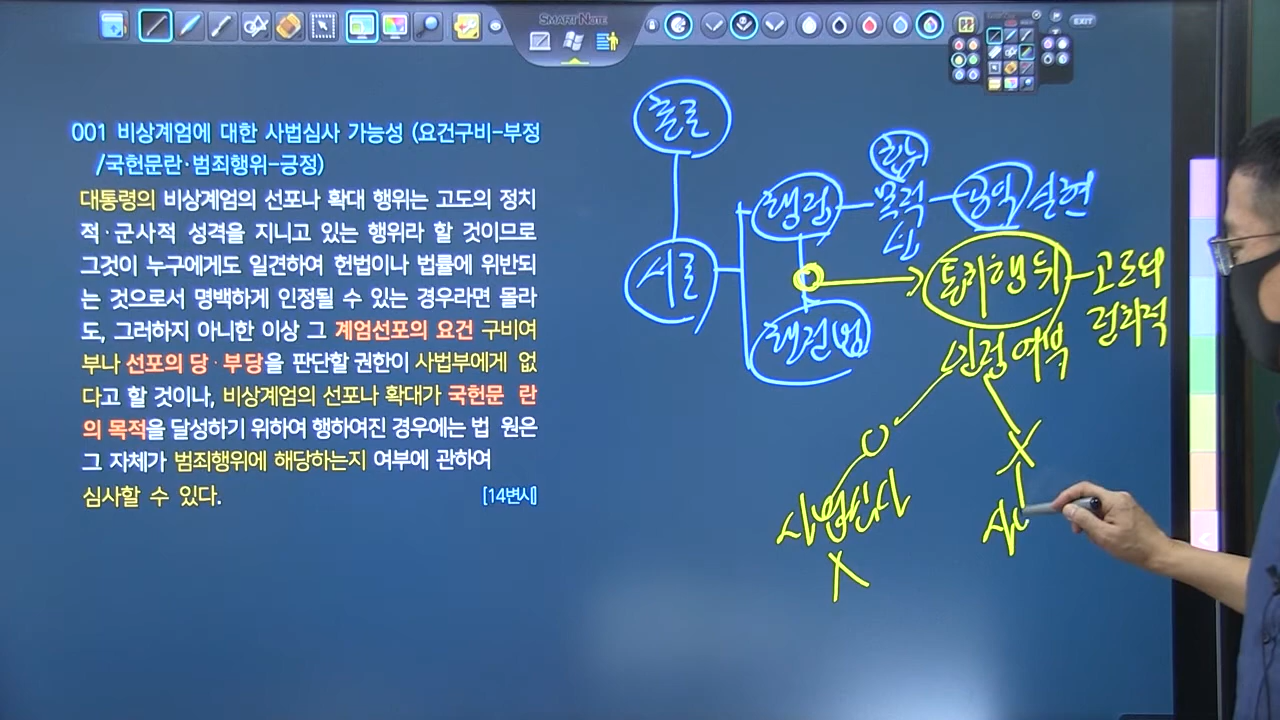 SMART NOTE
EXIT
001 비상계엄에 대한 사법심사 가능성 (요건구비-부정
/국헌문란·범죄행위-긍정)
대통령의 비상계엄의 선포나 확대 행위는 고도의 정치
적·군사적 성격을 지니고 있는 행위라 할 것이므로
그것이 누구에게도 일견하여 헌법이나 법률에 위반되
는 것으로서 명백하게 인정될 수 있는 경우라면 몰라
도, 그러하지 아니한 이상 그 계엄선포의 요건 구비여
부나 선포의 당·부당을 판단할 권한이 사법부에게 없
다고 할 것이나, 비상계엄의 선포나 확대가 국헌문 란
의 목적을 달성하기 위하여 행하여진 경우에는 법 원은
그 자체가 범죄행위에 해당하는지 여부에 관하여
심사할 수 있다.
[14변시]
서로
행정
목적
공익 실현
통치행위
고도의
행정법
인정여부
사법심사
X
X